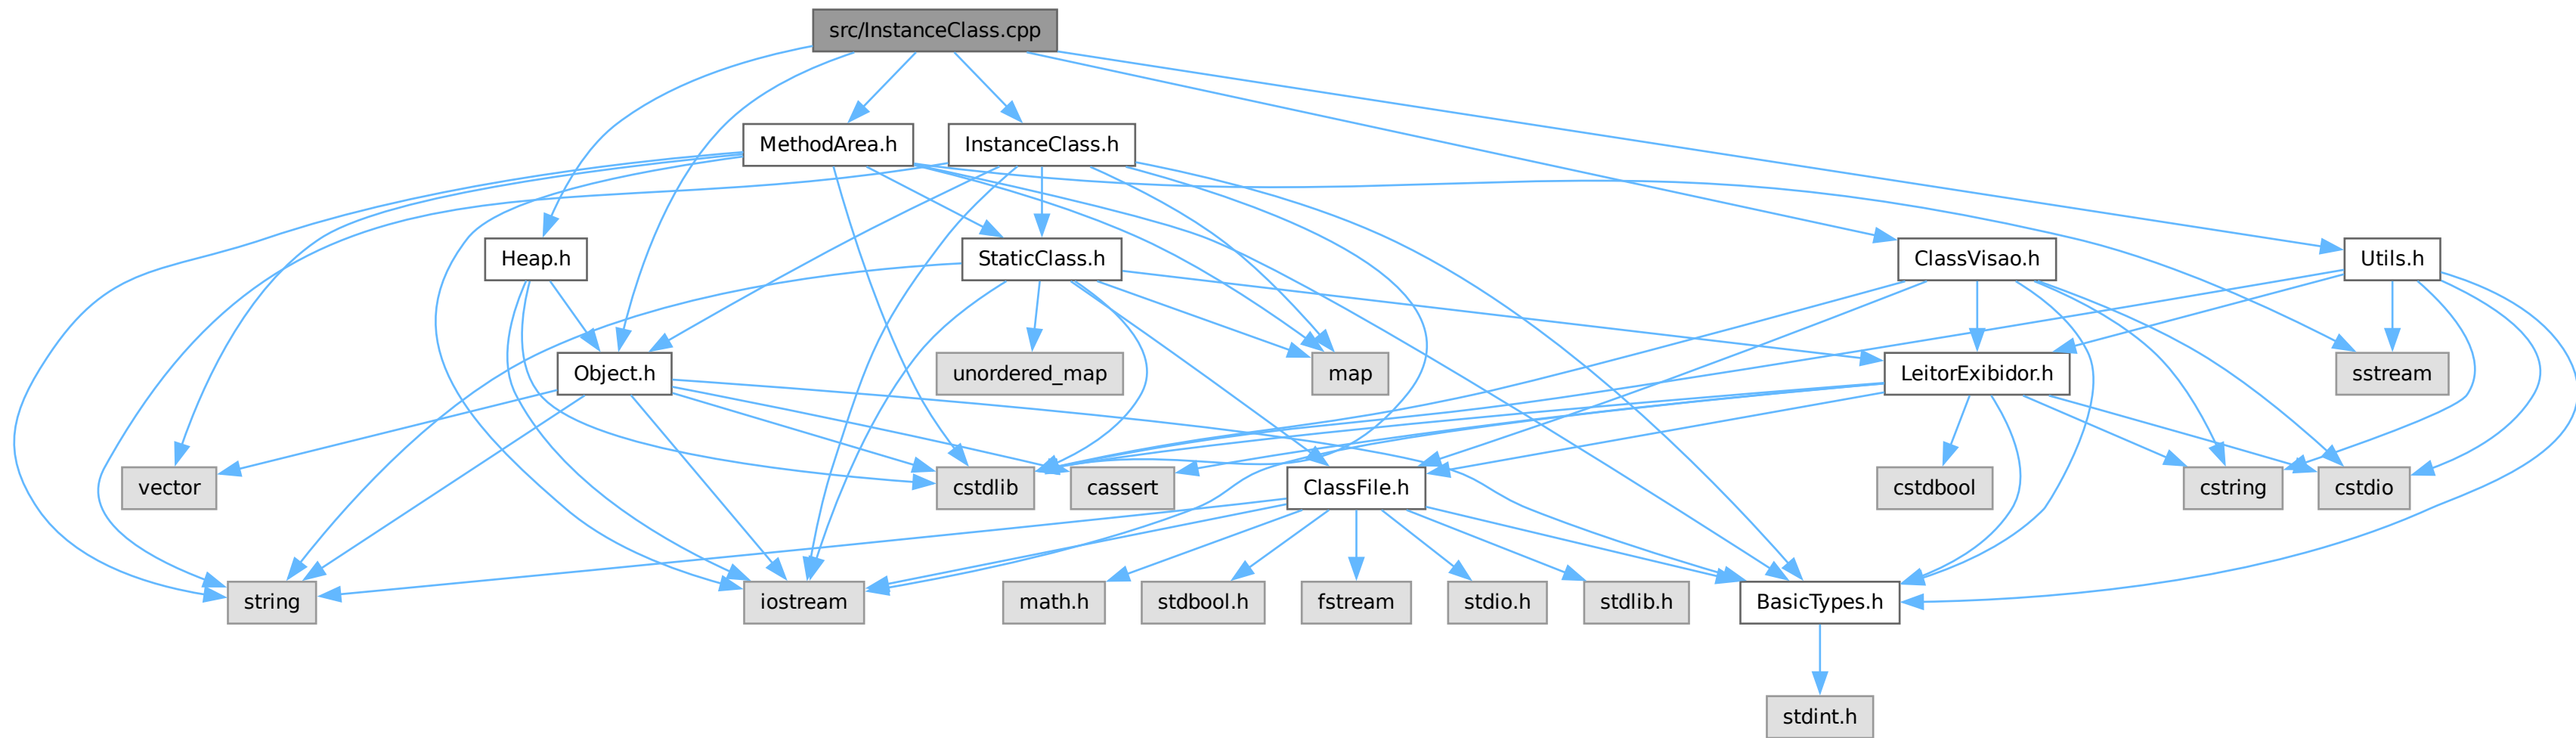 src/InstanceClass.cpp
MethodArea.h
InstanceClass.h
Heap.h
StaticClass.h
ClassVisao.h
Utils.h
Object.h
unordered_map
map
LeitorExibidor.h
sstream
vector
cstdlib
cassert
ClassFile.h
cstdbool
cstring
cstdio
string
iostream
math.h
stdbool.h
fstream
stdio.h
stdlib.h
BasicTypes.h
stdint.h